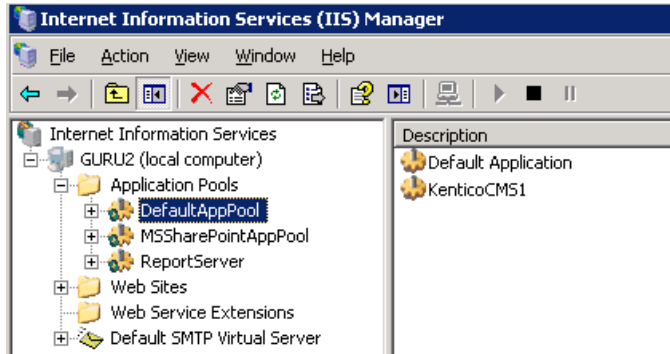 Internet Information Services (IIS) Manager
File Action View Window Help
Internet Information Services
GURU2 (local computer)
Application Pools
DefaultAppPool
MSSharePointAppPool
ReportServer
Web Sites
Web Service Extensions
Default SMTP Virtual Server
Description
Default Application
KenticoCMS1